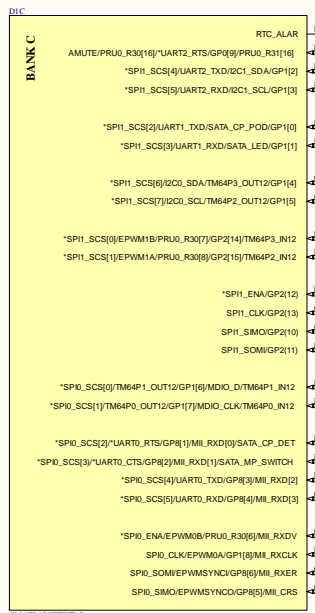 D1C
BANK C
RTC_ALAR
AMUTE/PRU0_R30[16]/*UART2_RTS/GP0[9]/PRU0_R31[16]
*SPI1_SCS[4]/UART2_TXD/I2C1_SDA/GP1[2]
*SPI1_SCS[5]/UART2_RXD/I2C1_SCL/GP1[3]
*SPI1_SCS[2]/UART1_TXD/SATA_CP_POD/GP1[0]
*SPI1_SCS[3]/UART1_RXD/SATA_LED/GP1[1]
*SPI1_SCS[6]/I2C0_SDA/TM64P3_OUT12/GP1[4]
*SPI1_SCS[7]/I2C0_SCL/TM64P2_OUT12/GP1[5]
*SPI1_SCS[0]/EPWM1B/PRU0_R30[7]/GP2[14]/TM64P3_IN12
*SPI1_SCS[1]/EPWM1A/PRU0_R30[8]/GP2[15]/TM64P2_IN12
*SPI1_ENA/GP2(12)
SPI1_CLK/GP2(13)
SPI1_SIMO/GP2(10)
SPI1_SOMI/GP2(11)
*SPI0_SCS[0]/TM64P1_OUT12/GP1[6]/MDIO_D/TM64P1_IN12
*SPI0_SCS[1]/TM64P0_OUT12/GP1[7]/MDIO_CLK/TM64P0_IN12
*SPI0_SCS[2]/*UART0_RTS/GP8[1]/MII_RXD[0]/SATA_CP_DET
*SPI0_SCS[3]/*UART0_CTS/GP8[2]/MII_RXD[1]/SATA_MP_SWITCH
*SPI0_SCS[4]/UART0_TXD/GP8[3]/MII_RXD[2]
*SPI0_SCS[5]/UART0_RXD/GP8[4]/MII_RXD[3]
*SPI0_ENA/EPWM0B/PRU0_R30[6]/MII_RXDV
SPI0_CLK/EPWM0A/GP1[8]/MII_RXCLK
SPI0_SOMI/EPWMSYNCI/GP8[6]/MII_RXER
SPI0_SIMO/EPWMSYNCO/GP8[5]/MII_CRS